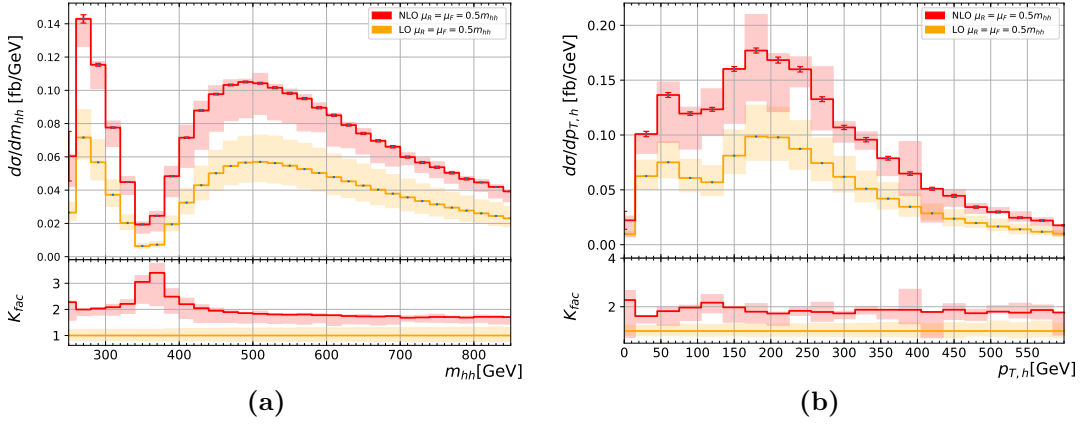 NLO μ_R = μ_F = 0.5m_hh
LO μ_R = μ_F = 0.5m_hh
dσ/dm_hh [fb/GeV]
0.14
0.12
0.10
0.08
0.06
0.04
0.02
0.00
K_fac
3
2
1
300 400 500 600 700 800
m_hh[GeV]
(a)
NLO μ_R = μ_F = 0.5m_hh
LO μ_R = μ_F = 0.5m_hh
dσ/dp_T,h [fb/GeV]
0.20
0.15
0.10
0.05
0.00
K_fac
4
2
0 50 100 150 200 250 300 350 400 450 500 550
p_T,h[GeV]
(b)